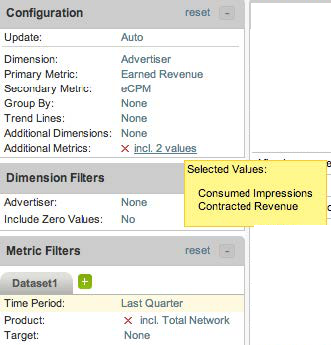 Configuration reset -
Update: Auto
Dimension: Advertiser
Primary Metric: Earned Revenue
Secondary Metric: eCPM
Group By: None
Trend Lines: None
Additional Dimensions: None
Additional Metrics: × incl. 2 values
Selected Values:
Consumed Impressions
Contracted Revenue
Dimension Filters
Advertiser: None
Include Zero Values: No
Metric Filters reset -
Dataset1 +
Time Period: Last Quarter
Product: × incl. Total Network
Target: None